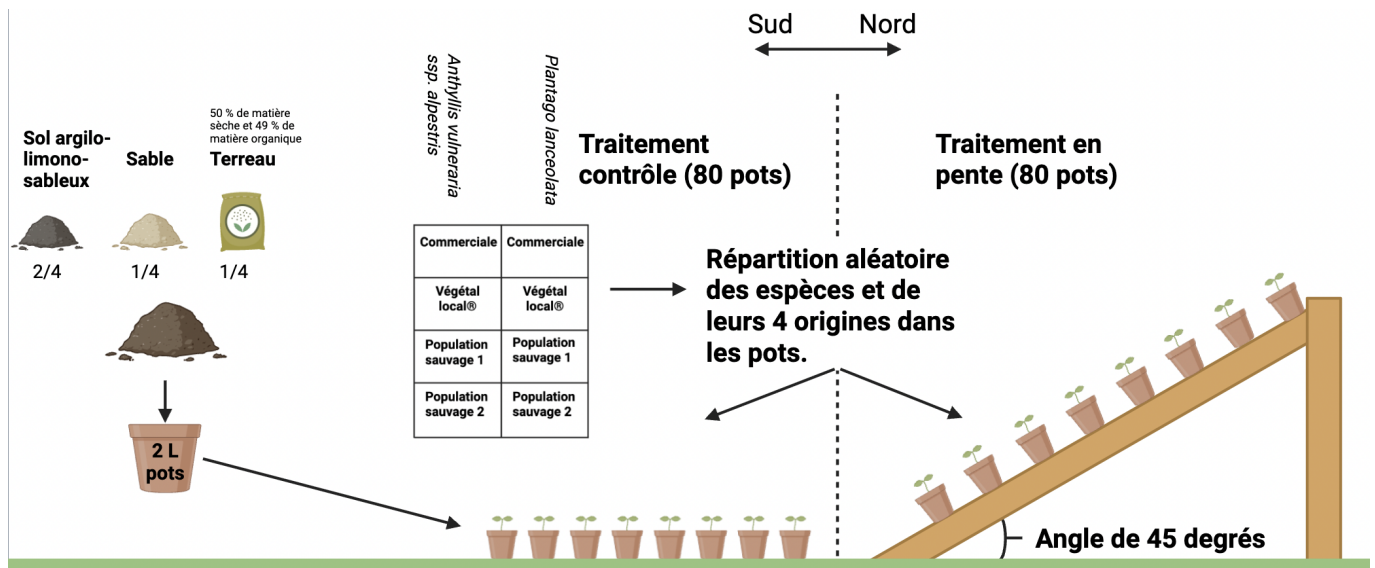 Sud
Nord
50 % de matière
sèche et 49 % de
matière organique
Sol argilo-
limono-
sableux
Sable
Terreau
2/4
1/4
1/4
2 L
pots
Anthyllis vulneraria
ssp. alpestris
Plantago lanceolata
Commerciale
Commerciale
Végétal
local®
Végétal
local®
Population
sauvage 1
Population
sauvage 1
Population
sauvage 2
Population
sauvage 2
Traitement
contrôle (80 pots)
Traitement en
pente (80 pots)
Répartition aléatoire
des espèces et de
leurs 4 origines dans
les pots.
Angle de 45 degrés